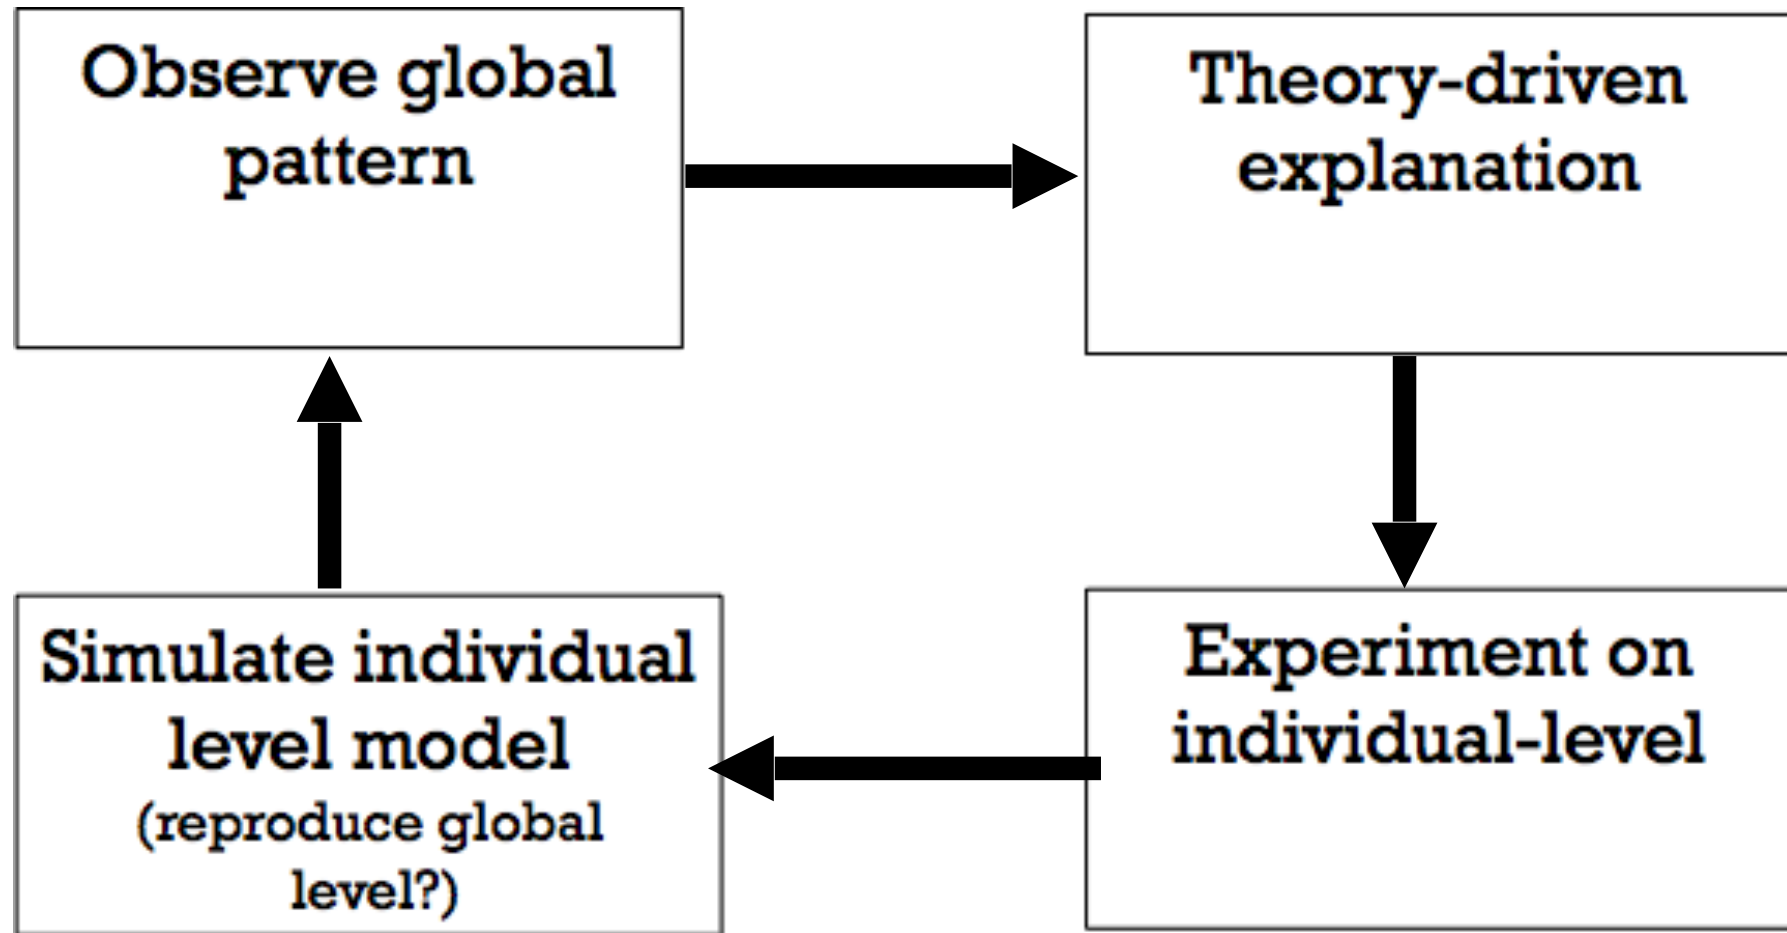 Observe global
pattern
Theory-driven
explanation
Experiment on
individual-level
Simulate individual
level model
(reproduce global
level?)